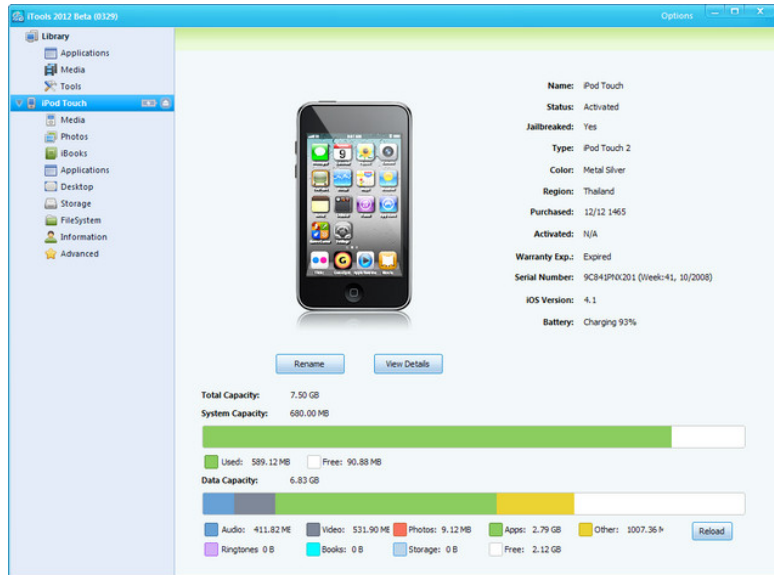 iTools 2012 Beta (0329)
Options
Library
Applications
Media
Tools
iPod Touch
Media
Photos
iBooks
Applications
Desktop
Storage
FileSystem
Information
Advanced
Name: iPod Touch
Status: Activated
Jailbreaked: Yes
Type: iPod Touch 2
Color: Metal Silver
Region: Thailand
Purchased: 12/12 1465
Activated: N/A
Warranty Exp.: Expired
Serial Number: 9C841PNX201 (Week:41, 10/2008)
iOS Version: 4.1
Battery: Charging 93%
9
Rename
View Details
Total Capacity: 7.50 GB
System Capacity: 680.00 MB
Used: 589.12 MB Free: 90.88 MB
Data Capacity: 6.83 GB
Audio: 411.82 ME Video: 531.90 ME Photos: 9.12 MB Apps: 2.79 GB Other: 1007.36 M
Reload
Ringtones 0 B Books: 0 B Storage: 0 B Free: 2.12 GB